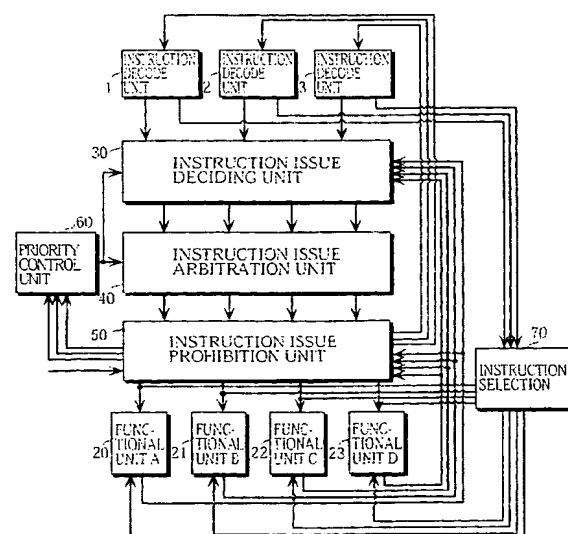 INSTRUCTION
DECODE
UNIT
1
INSTRUCTION
DECODE
UNIT
2
INSTRUCTION
DECODE
UNIT
3
30
INSTRUCTION ISSUE
DECIDING UNIT
60
PRIORITY
CONTROL
UNIT
INSTRUCTION ISSUE
ARBITRATION UNIT
40
50
INSTRUCTION ISSUE
PROHIBITION UNIT
70
INSTRUCTION
SELECTION
FUNC-
TIONAL
UNIT A
20
FUNC-
TIONAL
UNIT B
21
FUNC-
TIONAL
UNIT C
22
FUNC-
TIONAL
UNIT D
23